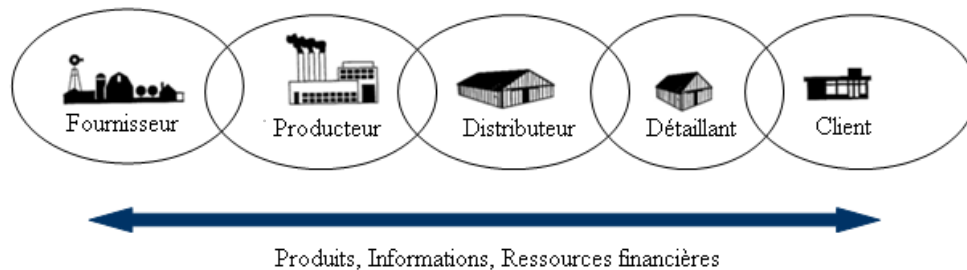 Fournisseur
Producteur
Distributeur
Détaillant
Client
Produits, Informations, Ressources financières